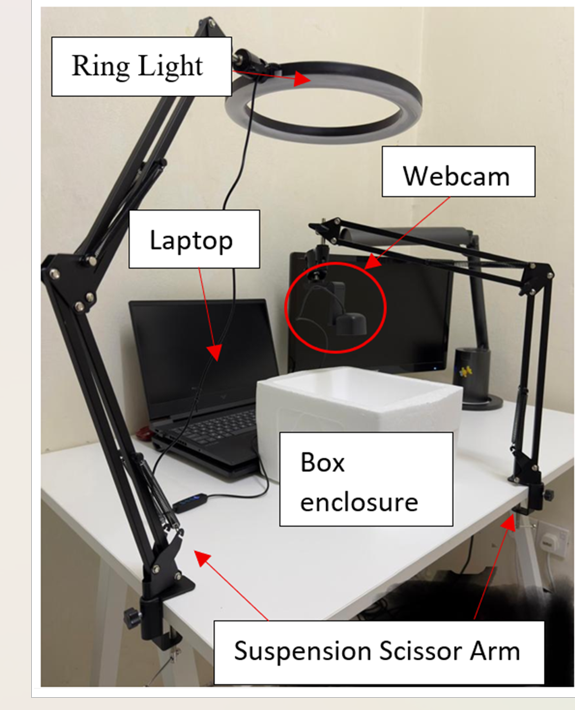 Ring Light
Webcam
Laptop
Box
enclosure
Suspension Scissor Arm